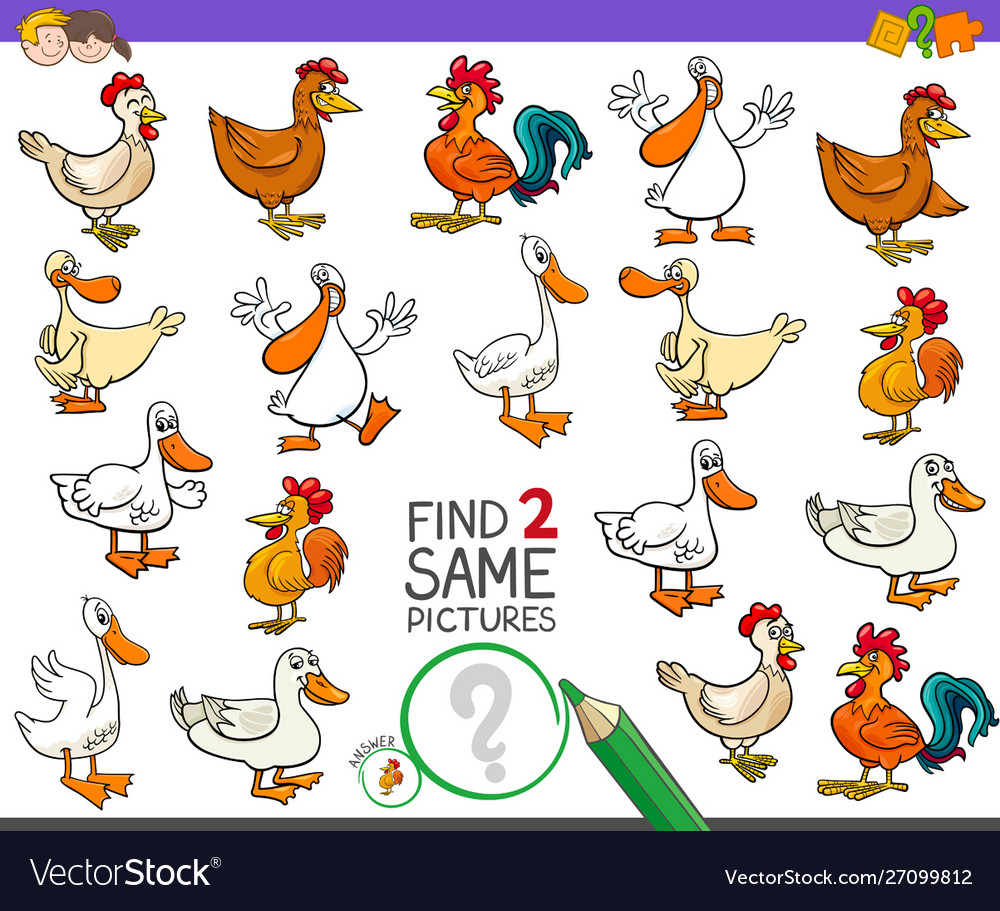 FIND 2
SAME
PICTURES
?
ANSWER
VectorStock®
VectorStock.com/27099812